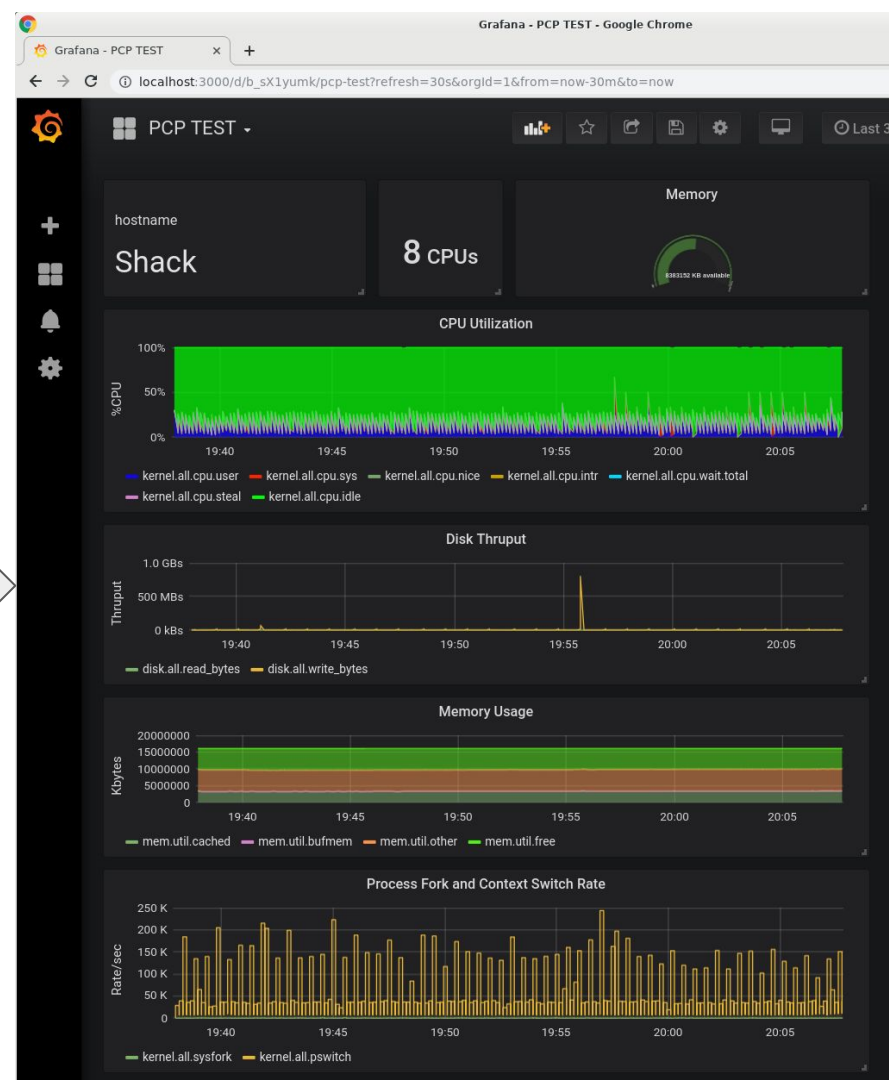 Grafana - PCP TEST - Google Chrome
Grafana - PCP TEST x +
localhost:3000/d/b_sX1yumk/pcp-test?refresh=30s&orgId=1&from=now-30m&to=now
PCP TEST
Last 3
hostname
Shack
8 CPUs
Memory
8383152 KB available
CPU Utilization
100%
50%
0%
%CPU
19:40 19:45 19:50 19:55 20:00 20:05
kernel.all.cpu.user kernel.all.cpu.sys kernel.all.cpu.nice kernel.all.cpu.intr kernel.all.cpu.wait.total
kernel.all.cpu.steal kernel.all.cpu.idle
Disk Thruput
1.0 GBs
500 MBs
0 kBs
Thruput
19:40 19:45 19:50 19:55 20:00 20:05
disk.all.read_bytes disk.all.write_bytes
Memory Usage
20000000
15000000
10000000
5000000
0
Kbytes
19:40 19:45 19:50 19:55 20:00 20:05
mem.util.cached mem.util.bufmem mem.util.other mem.util.free
Process Fork and Context Switch Rate
250 K
200 K
150 K
100 K
50 K
0
Rate/sec
19:40 19:45 19:50 19:55 20:00 20:05
kernel.all.sysfork kernel.all.pswitch